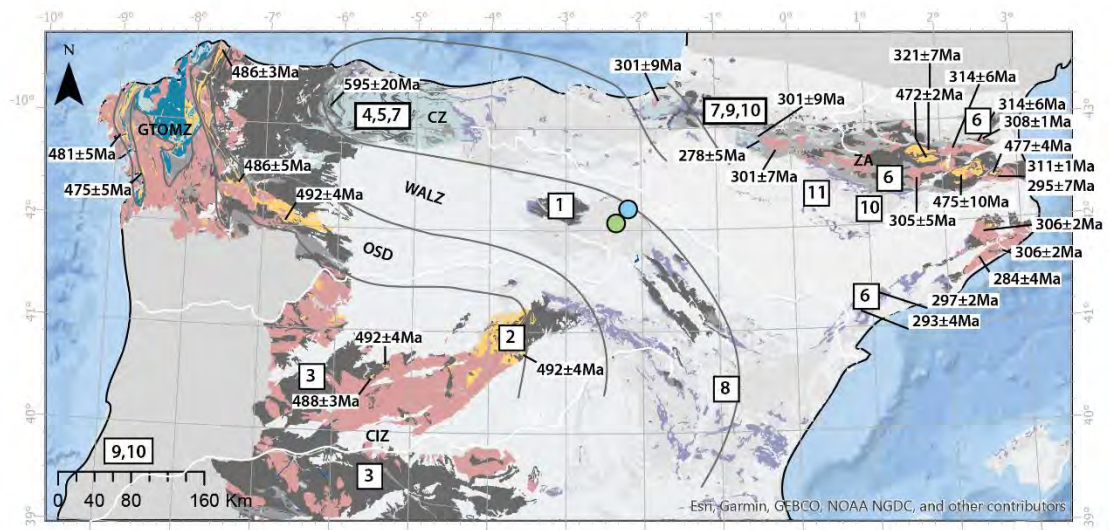 -10° -9° -8° -7° -6° -5° -4° -3° -2° -1° 0° 1° 2° 3°
N
486±3Ma
595±20Ma
301±9Ma
321±7Ma
472±2Ma
314±6Ma
301±9Ma
314±6Ma
-10°
43°
GTOMZ
4,5,7
CZ
7,9,10
6
308±1Ma
477±4Ma
481±5Ma
486±5Ma
278±5Ma
ZA
311±1Ma
475±5Ma
301±7Ma
6
295±7Ma
492±4Ma
WALZ
1
11
10
475±10Ma
305±5Ma
42°
42°
306±2Ma
OSD
306±2Ma
284±4Ma
6
297±2Ma
41°
41°
293±4Ma
492±4Ma
2
3
492±4Ma
488±3Ma
8
40°
40°
CIZ
9,10
3
0 40 80 160 Km
39°
39°
Esri, Garmin, GEBCO, NOAA NGDC, and other contributors